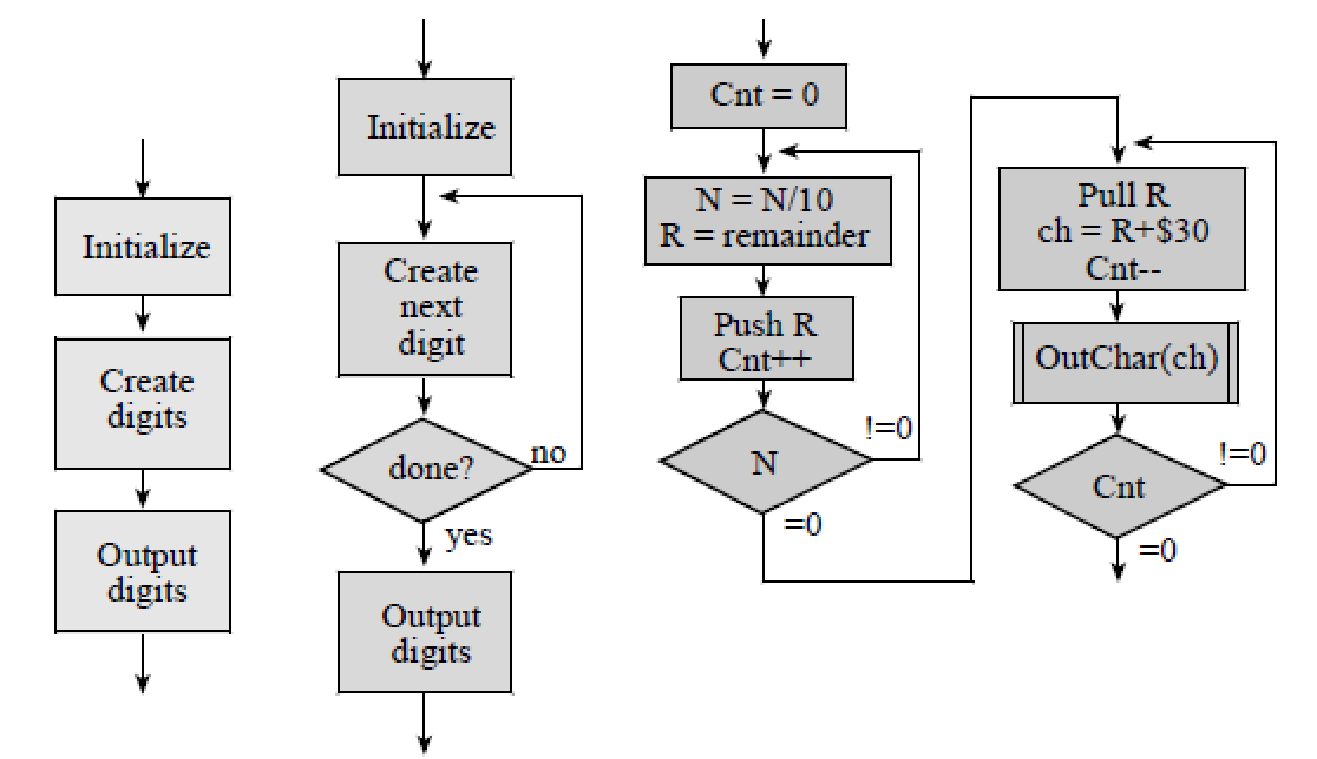 Initialize
Create
digits
Output
digits
Initialize
Create
next
digit
done?
no
yes
Output
digits
Cnt = 0
N = N/10
R = remainder
Push R
Cnt++
N
!=0
=0
Pull R
ch = R+$30
Cnt--
OutChar(ch)
Cnt
!=0
=0